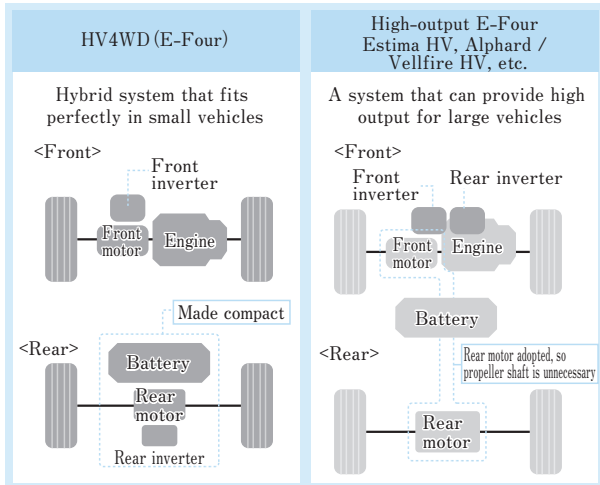 HV4WD (E-Four)
Hybrid system that fits
perfectly in small vehicles
<Front>
Front
inverter
Front
motor
Engine
Made compact
<Rear>
Battery
Rear
motor
Rear inverter
High-output E-Four
Estima HV, Alphard /
Vellfire HV, etc.
A system that can provide high
output for large vehicles
<Front>
Front
inverter
Rear inverter
Front
motor
Engine
Battery
<Rear>
Rear motor adopted, so
propeller shaft is unnecessary
Rear
motor